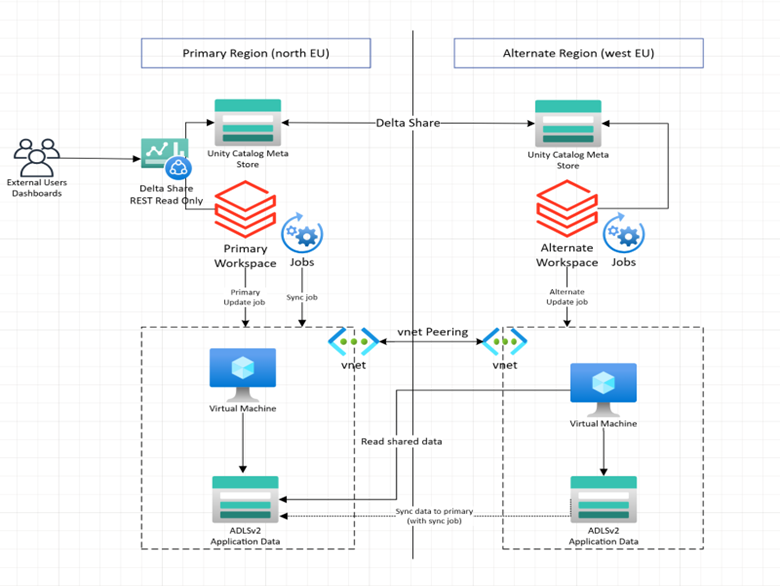 Primary Region (north EU)
Alternate Region (west EU)
Delta Share
Unity Catalog Meta
Store
Unity Catalog Meta
Store
External Users
Dashboards
Delta Share
REST Read Only
Primary
Workspace
Jobs
Alternate
Workspace
Jobs
Primary
Update job
Sync job
Alternate
Update job
vnet Peering
vnet
vnet
Virtual Machine
Virtual Machine
Read shared data
Sync data to primary
(with sync job)
ADLSv2
Application Data
ADLSv2
Application Data